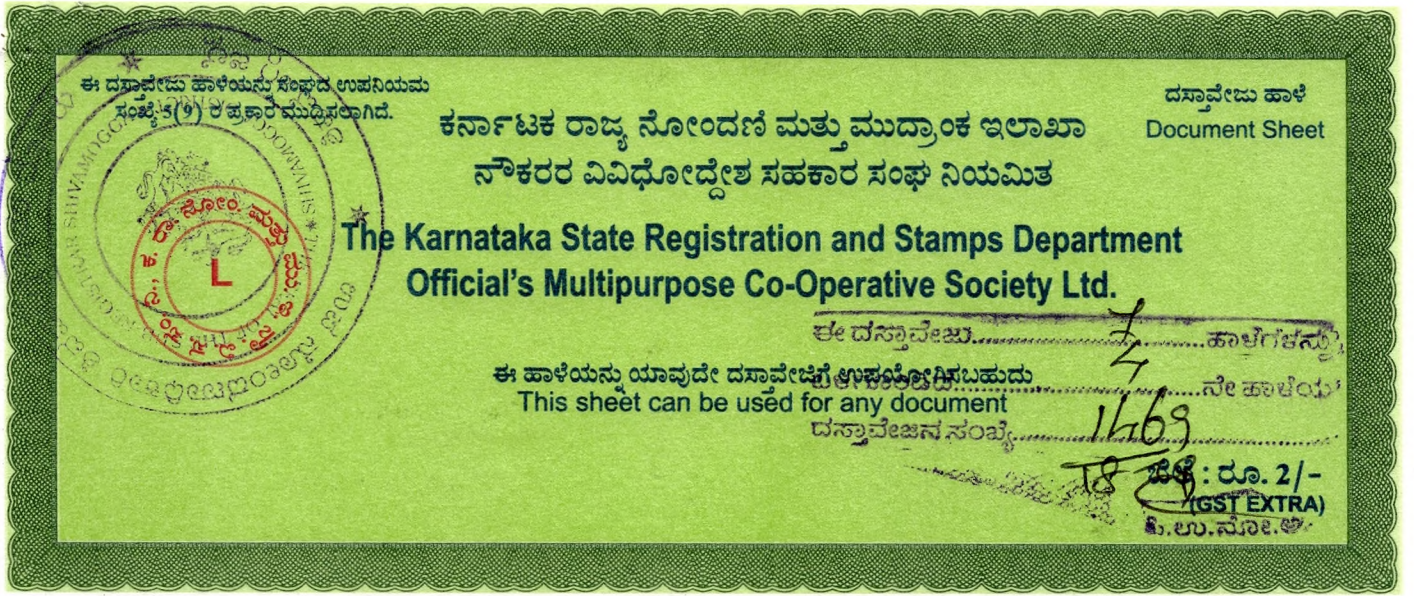 ಈ ದಸ್ತಾವೇಜು ಹಾಳೆಯನ್ನು ಸಂಘದ ಉಪನಿಯಮ
ಸಂಖ್ಯೆ 5(9) ರ ಪ್ರಕಾರ ಮುದ್ರಿಸಲಾಗಿದೆ.
ದಸ್ತಾವೇಜು ಹಾಳೆ
Document Sheet
ಕರ್ನಾಟಕ ರಾಜ್ಯ ನೋಂದಣಿ ಮತ್ತು ಮುದ್ರಾಂಕ ಇಲಾಖಾ
ನೌಕರರ ವಿವಿಧೋದ್ದೇಶ ಸಹಕಾರ ಸಂಘ ನಿಯಮಿತ
The Karnataka State Registration and Stamps Department
Official's Multipurpose Co-Operative Society Ltd.
L
ಈ ದಸ್ತಾವೇಜು 7 ಹಾಳೆಗಳನ್ನು
4 ನೇ ಹಾಳೆಯ
ಈ ಹಾಳೆಯನ್ನು ಯಾವುದೇ ದಸ್ತಾವೇಜಿಗೆ ಉಪಯೋಗಿಸಬಹುದು
This sheet can be used for any document
ದಸ್ತಾವೇಜಿನ ಸಂಖ್ಯೆ 1469
18
ಬೆಲೆ : ರೂ. 2/-
(GST EXTRA)
ಹಿ.ಉ.ನೋ.ಅ.